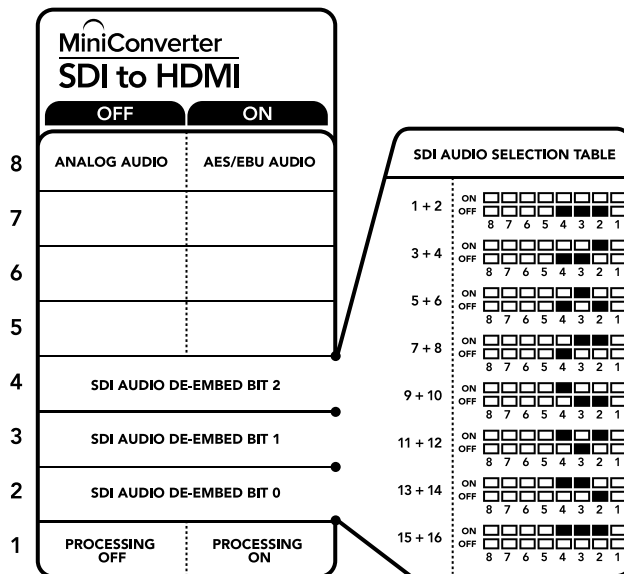 MiniConverter
SDI to HDMI
OFF ON
8 ANALOG AUDIO AES/EBU AUDIO
7
6
5
4 SDI AUDIO DE-EMBED BIT 2
3 SDI AUDIO DE-EMBED BIT 1
2 SDI AUDIO DE-EMBED BIT 0
1 PROCESSING OFF PROCESSING ON
SDI AUDIO SELECTION TABLE
1 + 2 ON
OFF
8 7 6 5 4 3 2 1
3 + 4 ON
OFF
8 7 6 5 4 3 2 1
5 + 6 ON
OFF
8 7 6 5 4 3 2 1
7 + 8 ON
OFF
8 7 6 5 4 3 2 1
9 + 10 ON
OFF
8 7 6 5 4 3 2 1
11 + 12 ON
OFF
8 7 6 5 4 3 2 1
13 + 14 ON
OFF
8 7 6 5 4 3 2 1
15 + 16 ON
OFF
8 7 6 5 4 3 2 1